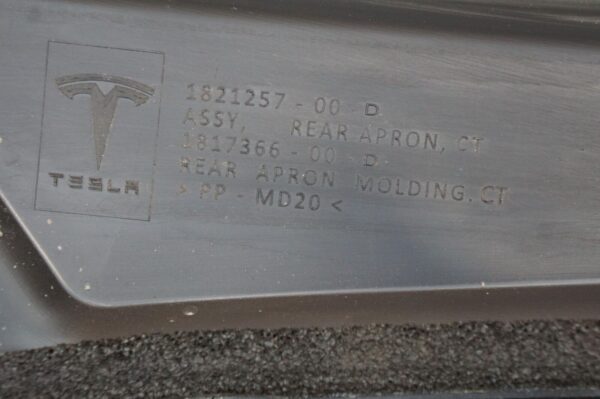 1821257-00 D
ASSY, REAR APRON, CT
1817366-00 D
REAR APRON MOLDING, CT
> PP - MD20 <
TESLA